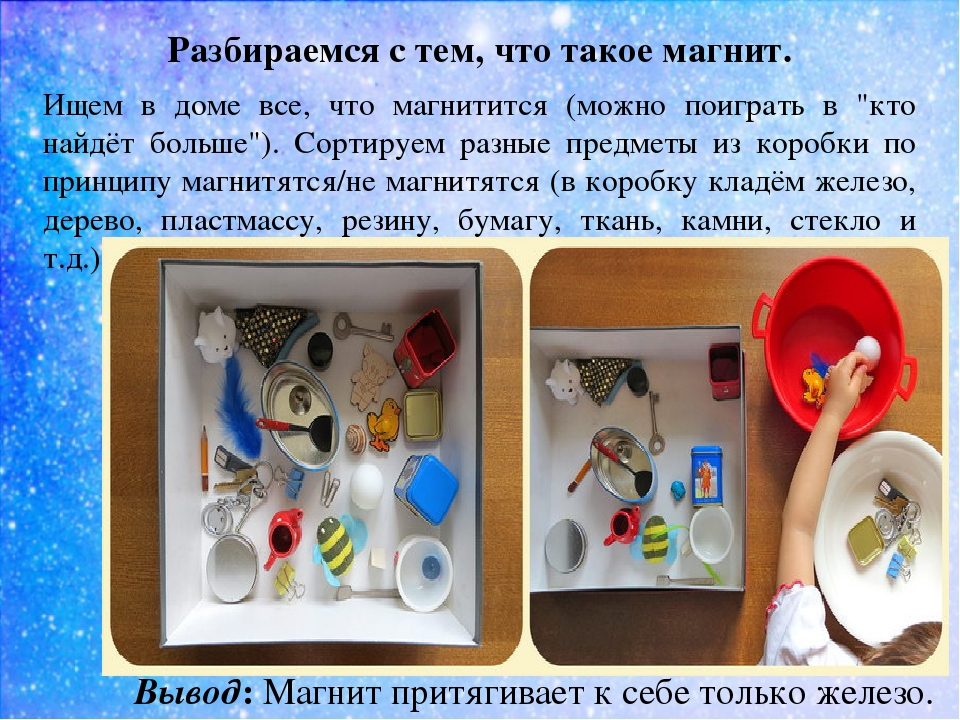 Разбираемся с тем, что такое магнит.
Ищем в доме все, что магнитится (можно поиграть в "кто
найдёт больше"). Сортируем разные предметы из коробки по
принципу магнитятся/не магнитятся (в коробку кладём железо,
дерево, пластмассу, резину, бумагу, ткань, камни, стекло и
т.д.)
Вывод: Магнит притягивает к себе только железо.